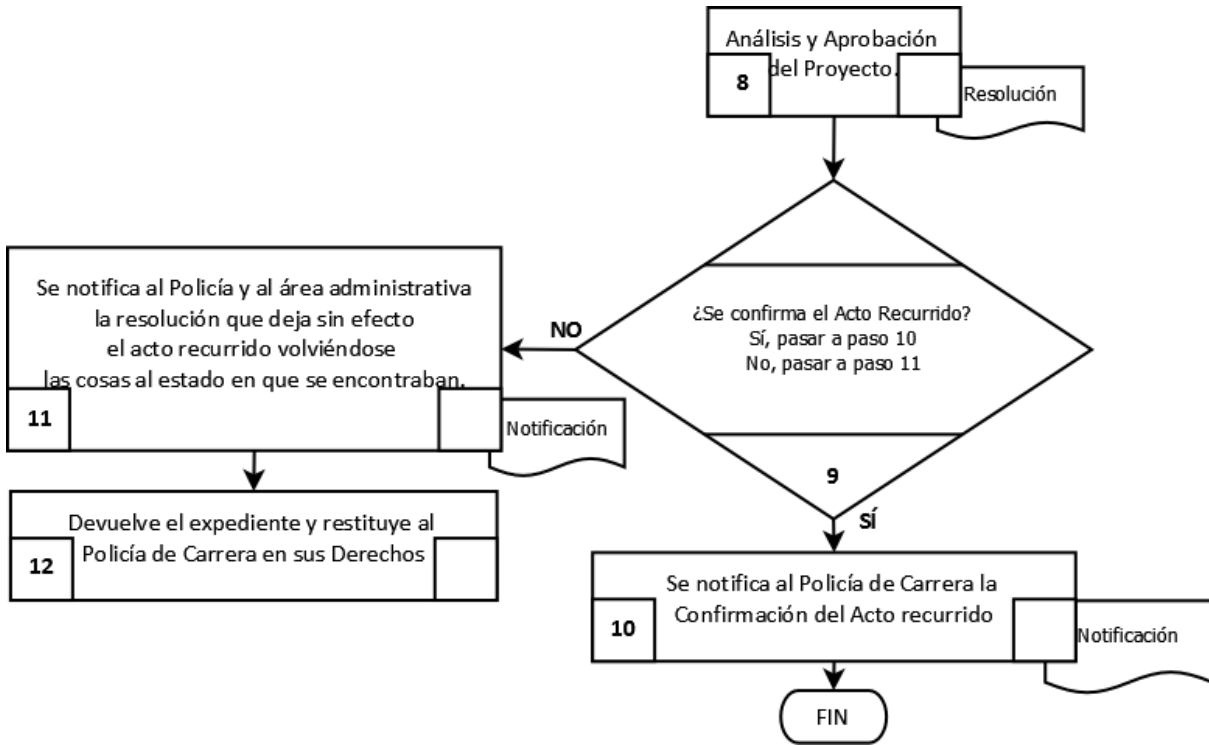 Análisis y Aprobación
del Proyecto.
8
Resolución
¿Se confirma el Acto Recurrido?
Sí, pasar a paso 10
No, pasar a paso 11
9
NO
SÍ
Se notifica al Policía y al área administrativa
la resolución que deja sin efecto
el acto recurrido volviéndose
las cosas al estado en que se encontraban.
11
Notificación
Devuelve el expediente y restituye al
Policía de Carrera en sus Derechos
12
Se notifica al Policía de Carrera la
Confirmación del Acto recurrido
10
Notificación
FIN